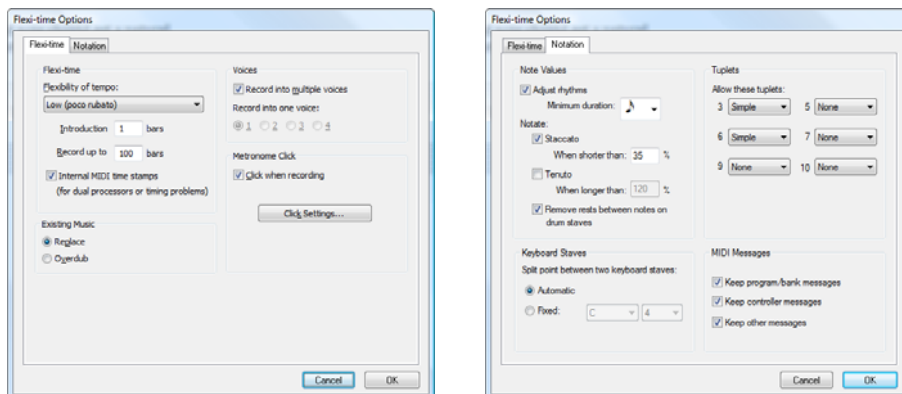 Flexi-time Options
Flexi-time Notation
Flexi-time
Flexibility of tempo:
Low (poco rubato)
Introduction 1 bars
Record up to 100 bars
Internal MIDI time stamps
(for dual processors or timing problems)
Existing Music
Replace
Overdub
Voices
Record into multiple voices
Record into one voice:
1 2 3 4
Metronome Click
Click when recording
Click Settings...
Cancel OK
Flexi-time Options
Flexi-time Notation
Note Values
Adjust rhythms
Minimum duration:
Notate:
Staccato
When shorter than: 35 %
Tenuto
When longer than: 120 %
Remove rests between notes on
drum staves
Keyboard Staves
Split point between two keyboard staves:
Automatic
Fixed: C 4
Tuplets
Allow these tuplets:
3 Simple 5 None
6 Simple 7 None
9 None 10 None
MIDI Messages
Keep program/bank messages
Keep controller messages
Keep other messages
Cancel OK